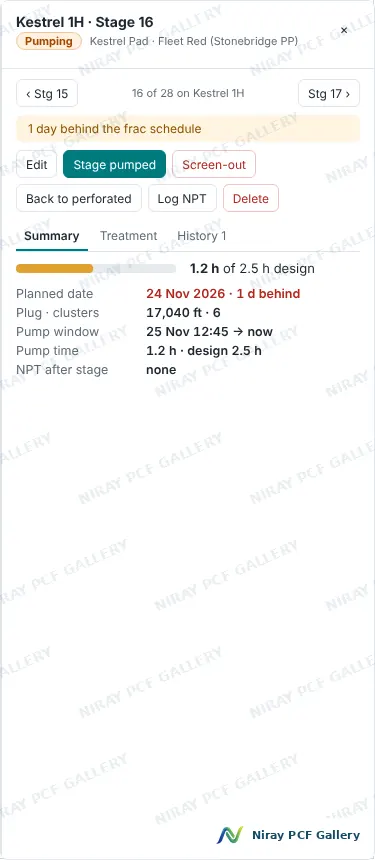 Kestrel 1H · Stage 16
×
Pumping Kestrel Pad · Fleet Red (Stonebridge PP)
‹ Stg 15 16 of 28 on Kestrel 1H Stg 17 ›
1 day behind the frac schedule
Edit Stage pumped Screen-out
Back to perforated Log NPT Delete
Summary Treatment History 1
1.2 h of 2.5 h design
Planned date 24 Nov 2026 · 1 d behind
Plug · clusters 17,040 ft · 6
Pump window 25 Nov 12:45 → now
Pump time 1.2 h · design 2.5 h
NPT after stage none
NIRAY PCF GALLERY
Niray PCF Gallery